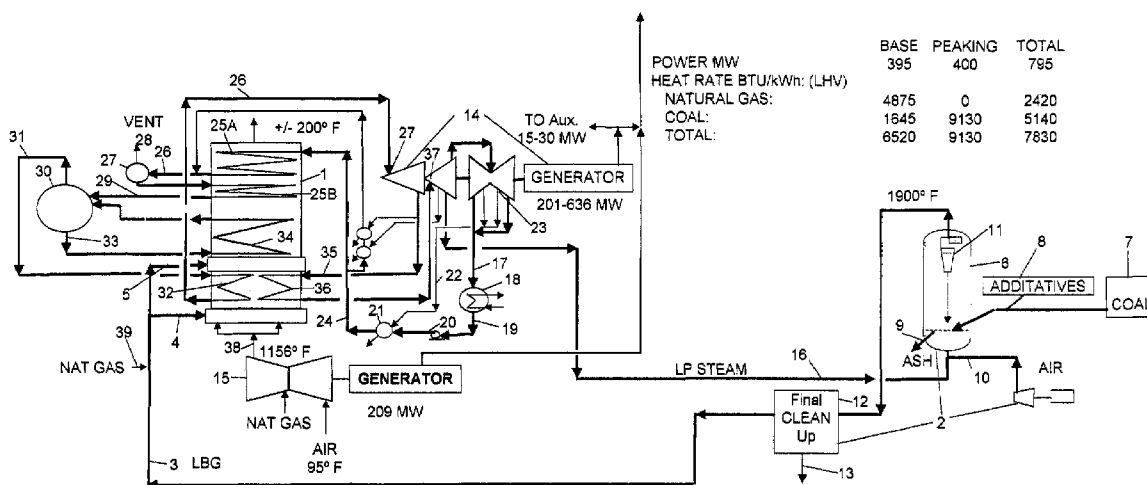 BASE PEAKING TOTAL
POWER MW 395 400 795
HEAT RATE BTU/kWh: (LHV)
NATURAL GAS: 4875 0 2420
COAL: 1645 9130 5140
TOTAL: 6520 9130 7830
26
14
TO Aux.
15-30 MW
VENT
28
25A
+/- 200° F
27
37
31
27
26
1
30
29
25B
GENERATOR
201-636 MW
23
1900° F
11
8
7
33
34
35
22
17
18
6
ADDITATIVES
COAL
5
32
36
21
20
19
24
9
ASH
10
39
4
38
1156° F
NAT GAS
15
GENERATOR
209 MW
LP STEAM
16
AIR
12
Final
CLEAN
Up
2
NAT GAS
AIR
95° F
3 LBG
13